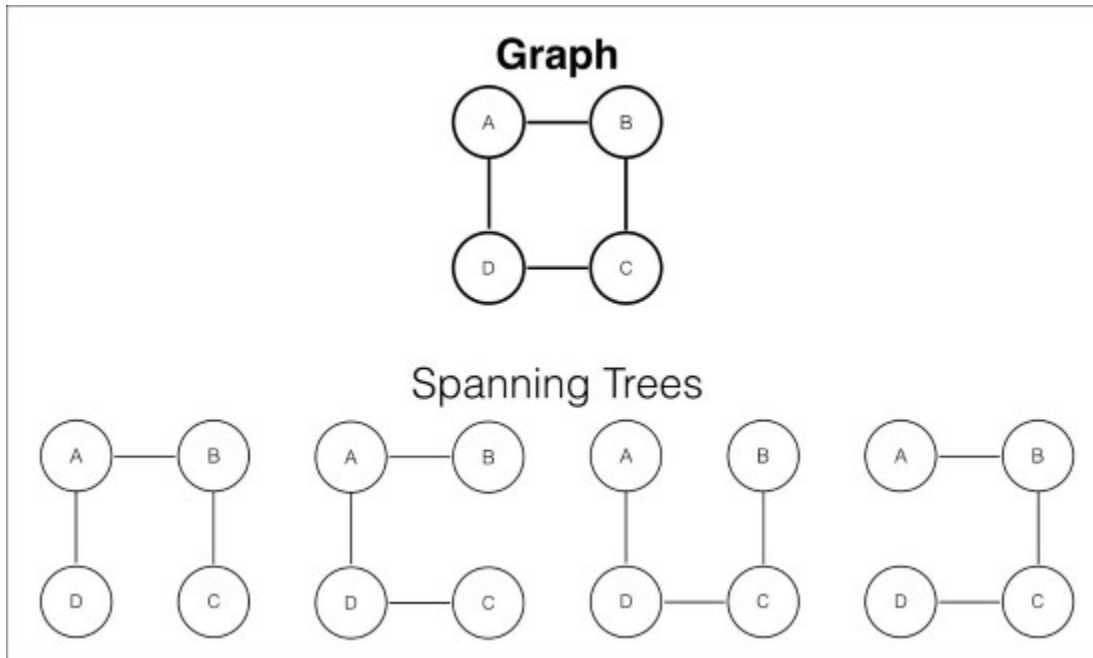 Graph
A B
D C
Spanning Trees
A B A B A B A B
D C D C D C D C